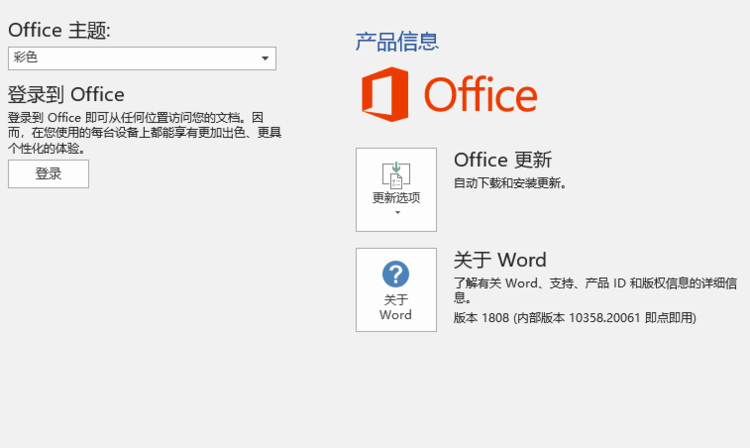 Office 主题:
彩色
登录到 Office
登录到 Office 即可从任何位置访问您的文档。因
而，在您使用的每台设备上都能享有更加出色、更具
个性化的体验。
登录
产品信息
Office
更新选项
Office 更新
自动下载和安装更新。
关于
Word
关于 Word
了解有关 Word、支持、产品 ID 和版权信息的详细信
息。
版本 1808 (内部版本 10358.20061 即点即用)